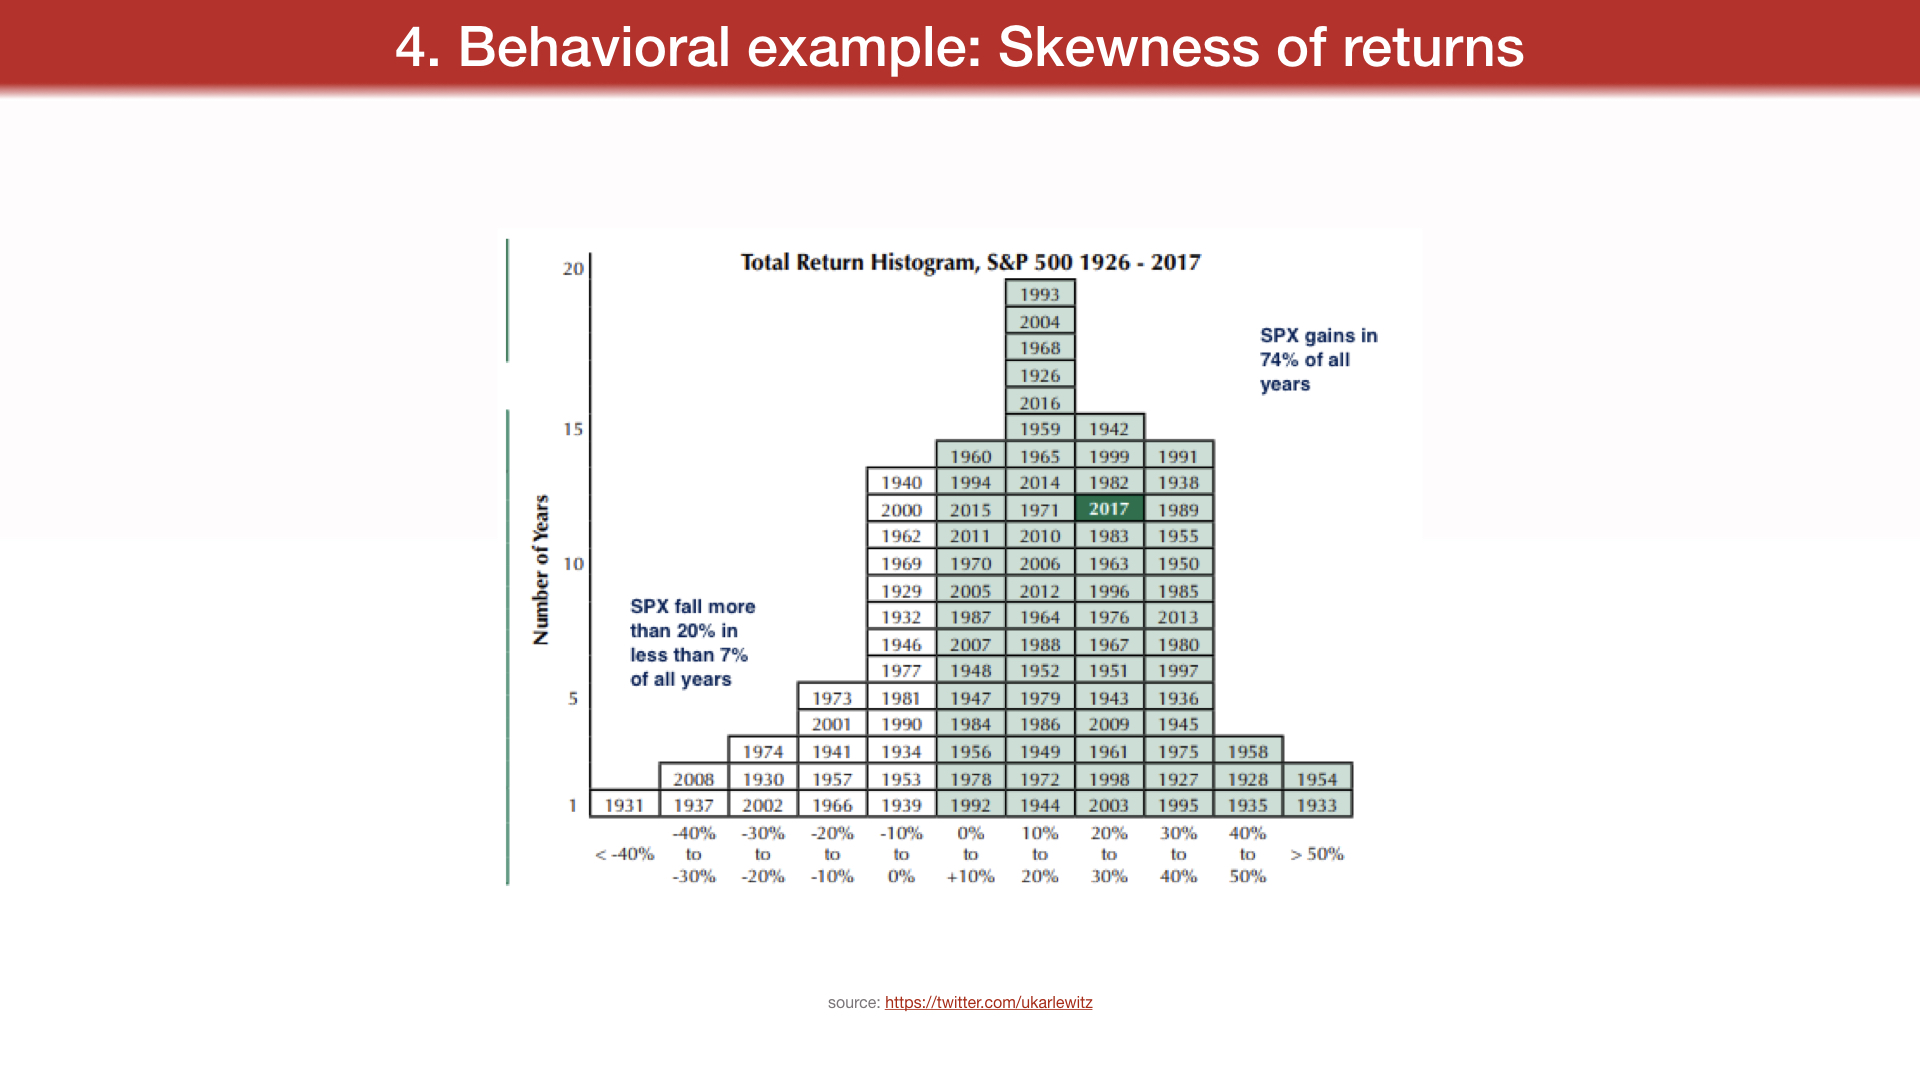 4. Behavioral example: Skewness of returns
Total Return Histogram, S&P 500 1926 - 2017
20
1993
2004
SPX gains in
1968
74% of all
1926
years
2016
15 1959 1942
1960 1965 1999 1991
1940 1994 2014 1982 1938
2000 2015 1971 2017 1989
1962 2011 2010 1983 1955
10 1969 1970 2006 1963 1950
1929 2005 2012 1996 1985
SPX fall more
than 20% in
less than 7%
of all years
Number of Years
1932 1987 1964 1976 2013
1946 2007 1988 1967 1980
1977 1948 1952 1951 1997
5 1973 1981 1947 1979 1943 1936
2001 1990 1984 1986 2009 1945
1974 1941 1934 1956 1949 1961 1975 1958
2008 1930 1957 1953 1978 1972 1998 1927 1928 1954
1 1931 1937 2002 1966 1939 1992 1944 2003 1995 1935 1933
-40% -30% -20% -10% 0% 10% 20% 30% 40%
< -40% to to to to to to to to to > 50%
-30% -20% -10% 0% +10% 20% 30% 40% 50%
source: https://twitter.com/ukarlewitz